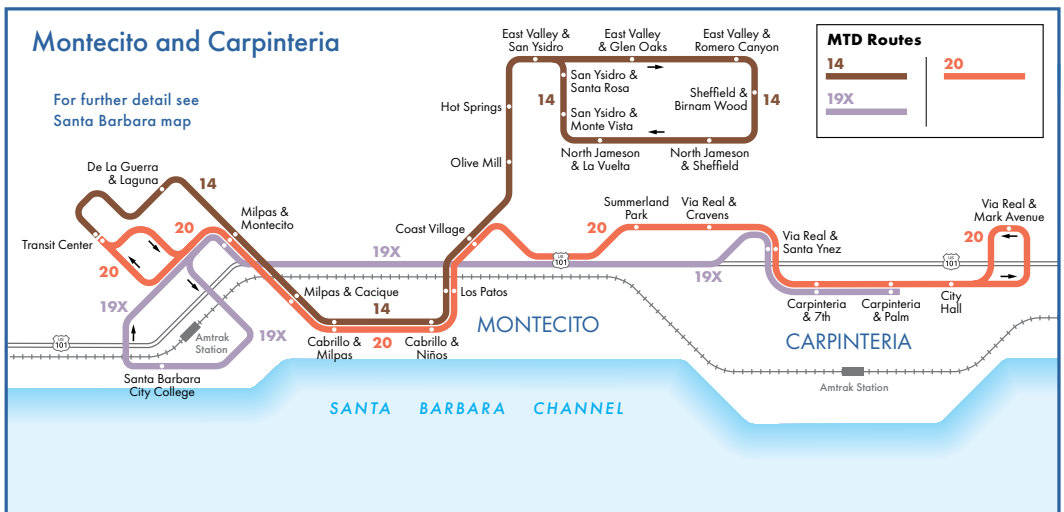 Montecito and Carpinteria
For further detail see
Santa Barbara map
MTD Routes
14
20
19X
East Valley &
San Ysidro
East Valley
& Glen Oaks
East Valley &
Romero Canyon
San Ysidro &
Santa Rosa
Sheffield &
Birnam Wood
14
14
Hot Springs
San Ysidro &
Monte Vista
North Jameson
& La Vuelta
North Jameson
& Sheffield
Olive Mill
De La Guerra
& Laguna
14
Milpas &
Montecito
Transit Center
20
20
Coast Village
Summerland
Park
Via Real &
Cravens
Via Real &
Mark Avenue
20
20
Via Real &
Santa Ynez
19X
US
101
19X
US
101
19X
Milpas & Cacique
Los Patos
14
Carpinteria
& 7th
Carpinteria
& Palm
City
Hall
MONTECITO
CARPINTERIA
US
101
Amtrak
Station
19X
Cabrillo &
Milpas
20
Cabrillo &
Niños
Santa Barbara
City College
Amtrak Station
SANTA BARBARA CHANNEL